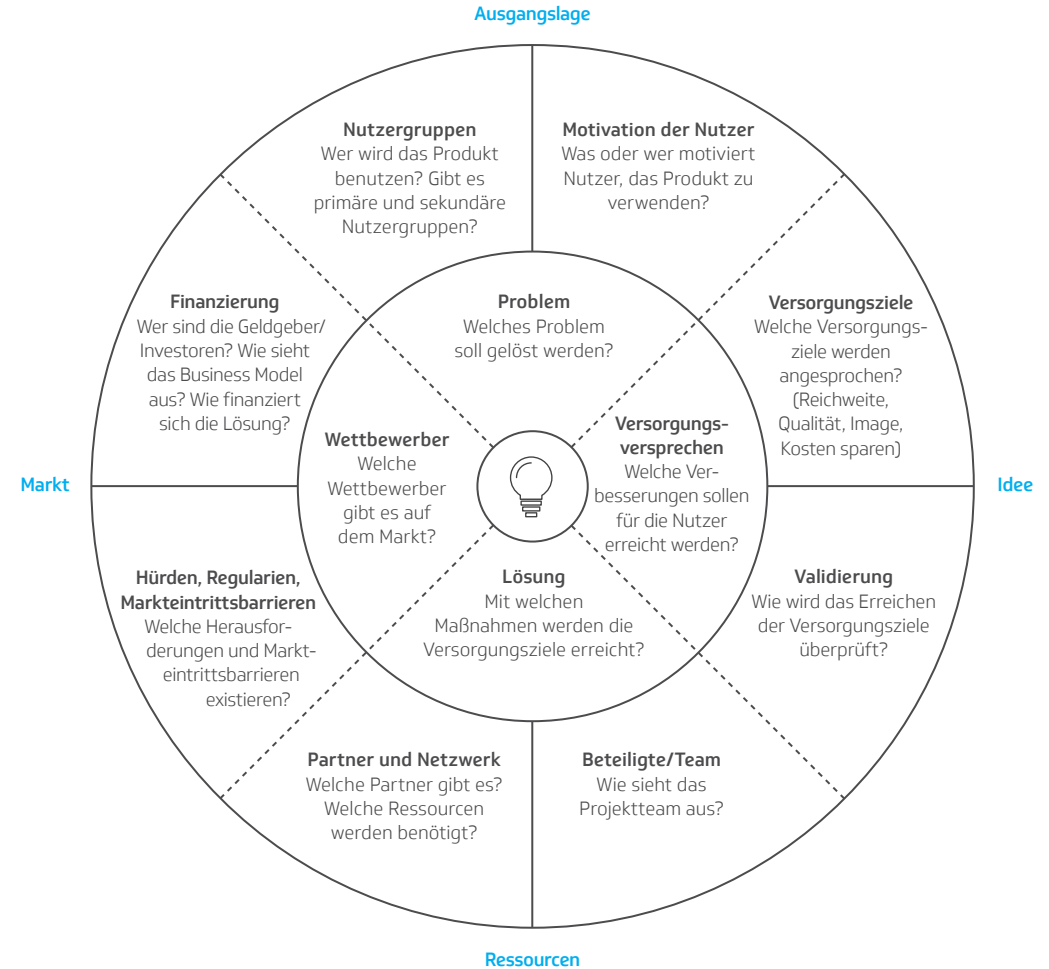 Ausgangslage
Nutzergruppen
Wer wird das Produkt
benutzen? Gibt es
primäre und sekundäre
Nutzergruppen?
Motivation der Nutzer
Was oder wer motiviert
Nutzer, das Produkt zu
verwenden?
Finanzierung
Wer sind die Geldgeber/
Investoren? Wie sieht
das Business Model
aus? Wie finanziert
sich die Lösung?
Problem
Welches Problem
soll gelöst werden?
Versorgungsziele
Welche Versorgungs-
ziele werden
angesprochen?
(Reichweite,
Qualität, Image,
Kosten sparen)
Wettbewerber
Welche
Wettbewerber
gibt es auf
dem Markt?
Versorgungs-
versprechen
Welche Ver-
besserungen sollen
für die Nutzer
erreicht werden?
Markt
Idee
Hürden, Regularien,
Markteintrittsbarrieren
Welche Herausfor-
derungen und Markt-
eintrittsbarrieren
existieren?
Lösung
Mit welchen
Maßnahmen werden die
Versorgungsziele erreicht?
Validierung
Wie wird das Erreichen
der Versorgungsziele
überprüft?
Partner und Netzwerk
Welche Partner gibt es?
Welche Ressourcen
werden benötigt?
Beteiligte/Team
Wie sieht das
Projektteam aus?
Ressourcen